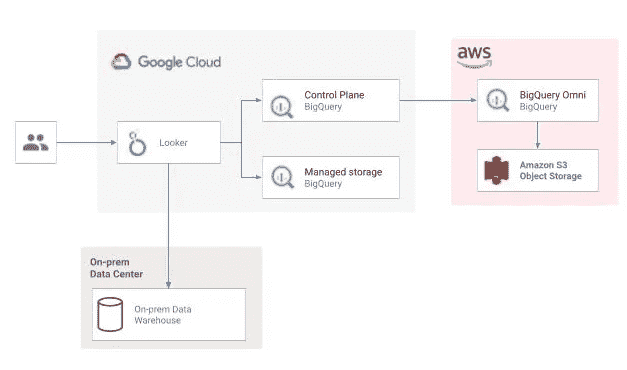 Google Cloud
aws
Control Plane
BigQuery
BigQuery Omni
BigQuery
Looker
Managed storage
BigQuery
Amazon S3
Object Storage
On-prem
Data Center
On-prem Data
Warehouse